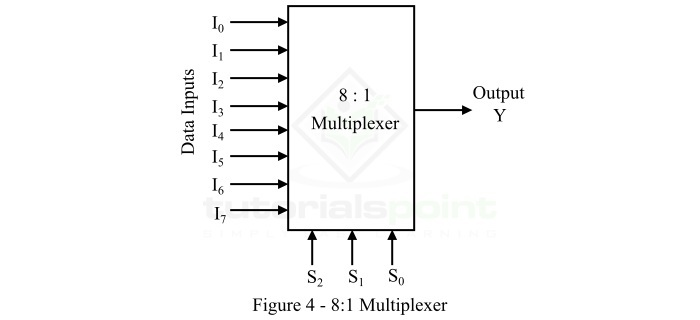 Data Inputs
I₀
I₁
I₂
I₃
I₄
I₅
I₆
I₇
8 : 1
Multiplexer
Output
Y
tutorialspoint
S₂ S₁ S₀
Figure 4 - 8:1 Multiplexer